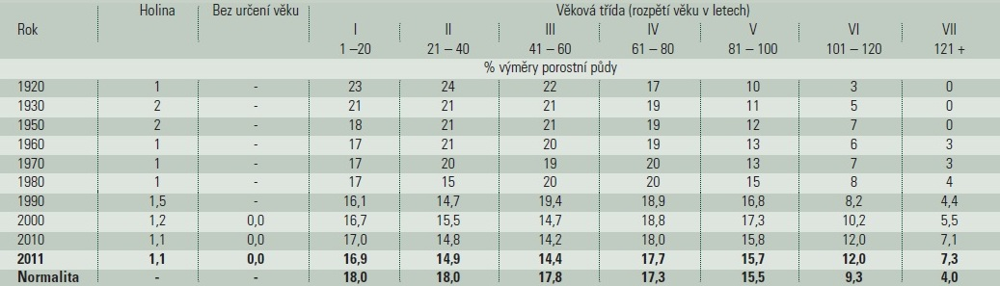 Holina Bez určení věku Věková třída (rozpětí věku v letech)
Rok I II III IV V VI VII
1 –20 21 – 40 41 – 60 61 – 80 81 – 100 101 – 120 121 +
% výměry porostní půdy
1920 1 - 23 24 22 17 10 3 0
1930 2 - 21 21 21 19 11 5 0
1950 2 - 18 21 21 19 12 7 0
1960 1 - 17 21 20 19 13 6 3
1970 1 - 17 20 19 20 13 7 3
1980 1 - 17 15 20 20 15 8 4
1990 1,5 - 16,1 14,7 19,4 18,9 16,8 8,2 4,4
2000 1,2 0,0 16,7 15,5 14,7 18,8 17,3 10,2 5,5
2010 1,1 0,0 17,0 14,8 14,2 18,0 15,8 12,0 7,1
2011 1,1 0,0 16,9 14,9 14,4 17,7 15,7 12,0 7,3
Normalita - - 18,0 18,0 17,8 17,3 15,5 9,3 4,0